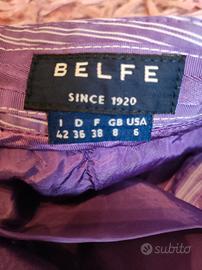 BELFE
SINCE 1920
I D F GB USA
42 36 38 8 6
subito